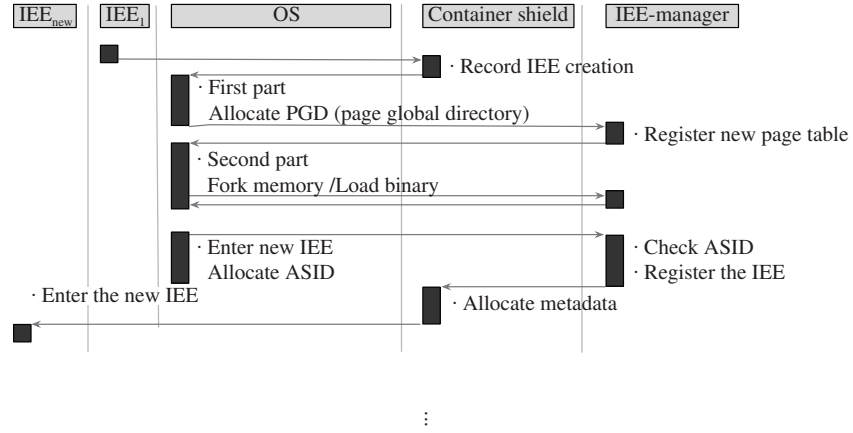 IEEnew IEE1 OS Container shield IEE-manager
· Record IEE creation
· First part
Allocate PGD (page global directory)
· Register new page table
· Second part
Fork memory /Load binary
· Enter new IEE
Allocate ASID
· Check ASID
· Register the IEE
· Enter the new IEE
· Allocate metadata
⋮